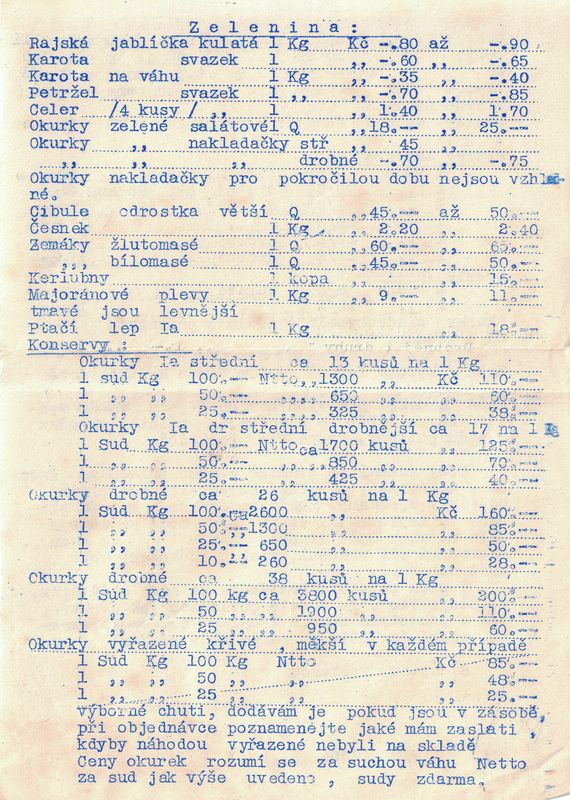 Zelenina:
Rajská jablíčka kulatá 1 Kg Kč -.80 až -.90
Karota svazek 1 ,, -.60 ,, -.65
Karota na váhu 1 Kg ,, -.35 ,, -.40
Petržel svazek 1 ,, ,, -.70 ,, -.85
Celer /4 kusy / ,, 1 ,, 1.40 ,, 1.70
Okurky zelené salátové1 Q ,,18.-- ,, 25.--
Okurky ,, nakladačky stř ,, 45 ,,
,, ,, ,, drobné -.70 ,, -.75
Okurky nakladačky pro pokročilou dobu nejsou vzhled-
né.
Cibule odrostka větší Q ,,45.-- až 50.--
Česnek 1 Kg ,, 2.20 ,, 2.40
Zemáky žlutomasé 1 Q ,,60.-- ,, 65.--
,,, bílomasé 1 Q ,,45.-- ,, 50.--
Kerlubny 1 kopa ,, 15.--
Majoránové plevy 1 Kg ,, 9.-- ,, 11.--
tmavé jsou levnější
Ptačí lep Ia 1 Kg ,, 18.--
Konservy :
Okurky Ia střední ca 13 kusů na 1 Kg
1 sud Kg 100.-- Ntto,,1300 ,, Kč 110.--
1 ,, ,, 50.-- ,, 650 ,, ,, 60.--
1 ,, ,, 25.-- ,, 325 ,, ,, 38.--
Okurky Ia dr střední drobnější ca 17 na 1
1 Sud Kg 100.-- Ntto ca 1700 kusů ,, 125.--
1 ,, ,, 50.-- ,, 850 ,, ,, 70.--
1 ,, ,, 25.-- ,, 425 ,, ,, 40.--
Okurky drobné ca 26 kusů na 1 Kg
1 Sud Kg 100.-ca 2600 ,, Kč 160.--
1 ,, ,, 50.-,,1300 ,, 85.--
1 ,, ,, 25.- 650 ,, 50.--
1 ,, ,, 10.,, 260 ,, 28.--
Okurky drobné ca 38 kusů na 1 Kg
1 Sud Kg 100 kg ca 3800 kusů ,, 200.--
1 ,, ,, 50 ,, ,, 1900 ,, ,, 110.--
1 ,, ,, 25 ,, ,, 950 ,, ,, 60.--
Okurky vyřazené křivé , měkší v každém případě
1 Sud Kg 100 Kg Ntto Kč 85.--
1 ,, ,, 50 ,, ,, 48.--
1 ,, ,, 25 ,, ,, 25.--
výborné chuti, dodávám je pokud jsou v zásobě,
při objednávce poznamenějte jaké mám zaslati ,
kdyby náhodou vyřazené nebyli na skladě
Ceny okurek rozumí se za suchou váhu Netto
za sud jak výše uvedeno , sudy zdarma.